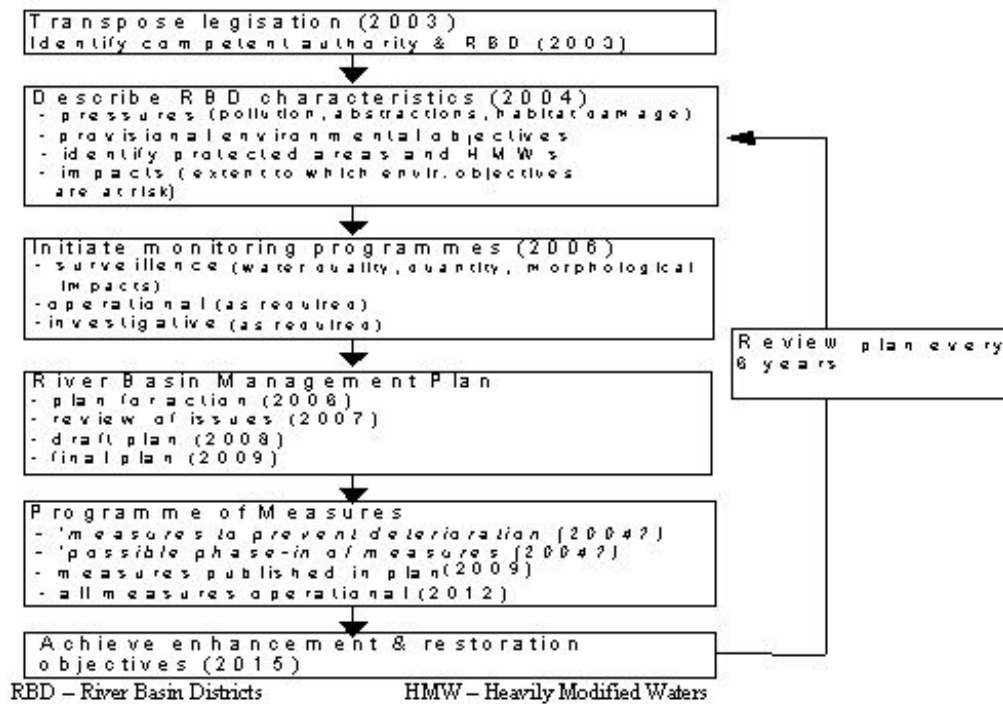 Transpose legisation (2003)
Identify competent authority & RBD (2003)
Describe RBD characteristics (2004)
- pressures (pollution, abstractions, habitat damage)
- provisional environmental objectives
- identify protected areas and HMWs
- impacts (extent to which envir. objectives
are at risk)
Initiate monitoring programmes (2006)
- surveillence (water quality, quantity, morphological
impacts)
- operational (as required)
- investigative (as required)
River Basin Management Plan
- plan for action (2006)
- review of issues (2007)
- draft plan (2008)
- final plan (2009)
Programme of Measures
- 'measures to prevent deterioration (2004?)
- 'possible phase-in of measures (2004?)
- measures published in plan (2009)
- all measures operational (2012)
Achieve enhancement & restoration
objectives (2015)
Review plan every
6 years
RBD – River Basin Districts HMW – Heavily Modified Waters